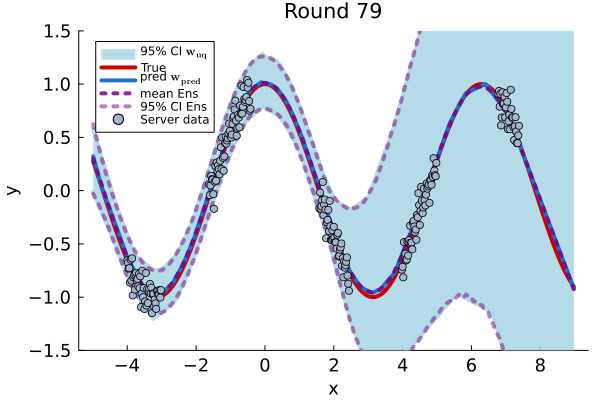 Round 79
1.5
1.0
0.5
0.0
−0.5
−1.0
−1.5
y
95% CI w_uq
True
pred w_pred
mean Ens
95% CI Ens
Server data
−4 −2 0 2 4 6 8
x